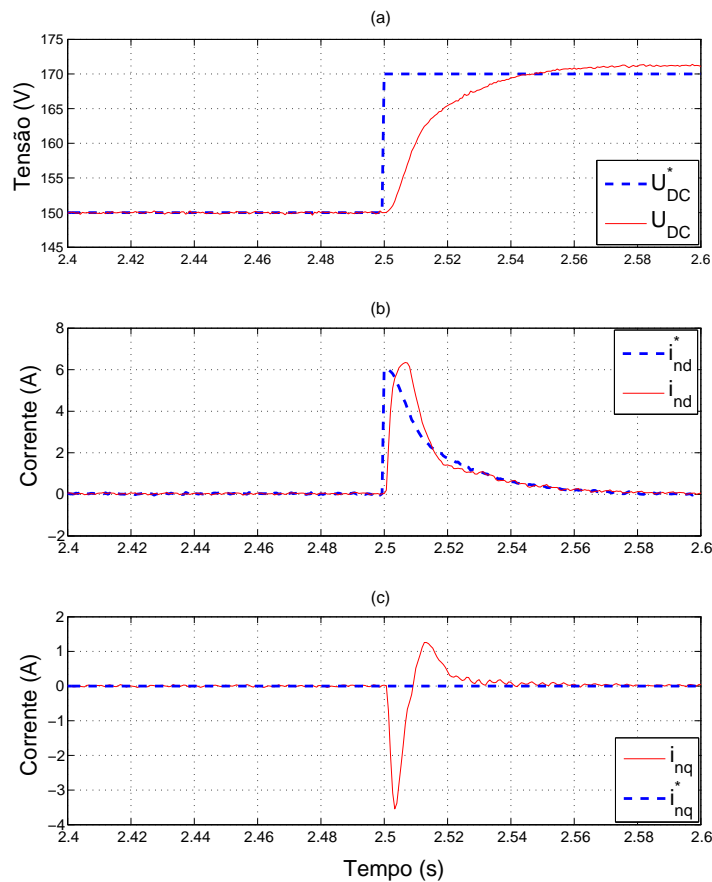 (a)
Tensão (V)
175
170
165
160
155
150
145
2.4 2.42 2.44 2.46 2.48 2.5 2.52 2.54 2.56 2.58 2.6
U*DC
UDC
(b)
Corrente (A)
8
6
4
2
0
−2
2.4 2.42 2.44 2.46 2.48 2.5 2.52 2.54 2.56 2.58 2.6
i*nd
ind
(c)
Corrente (A)
2
1
0
−1
−2
−3
−4
2.4 2.42 2.44 2.46 2.48 2.5 2.52 2.54 2.56 2.58 2.6
inq
i*nq
Tempo (s)